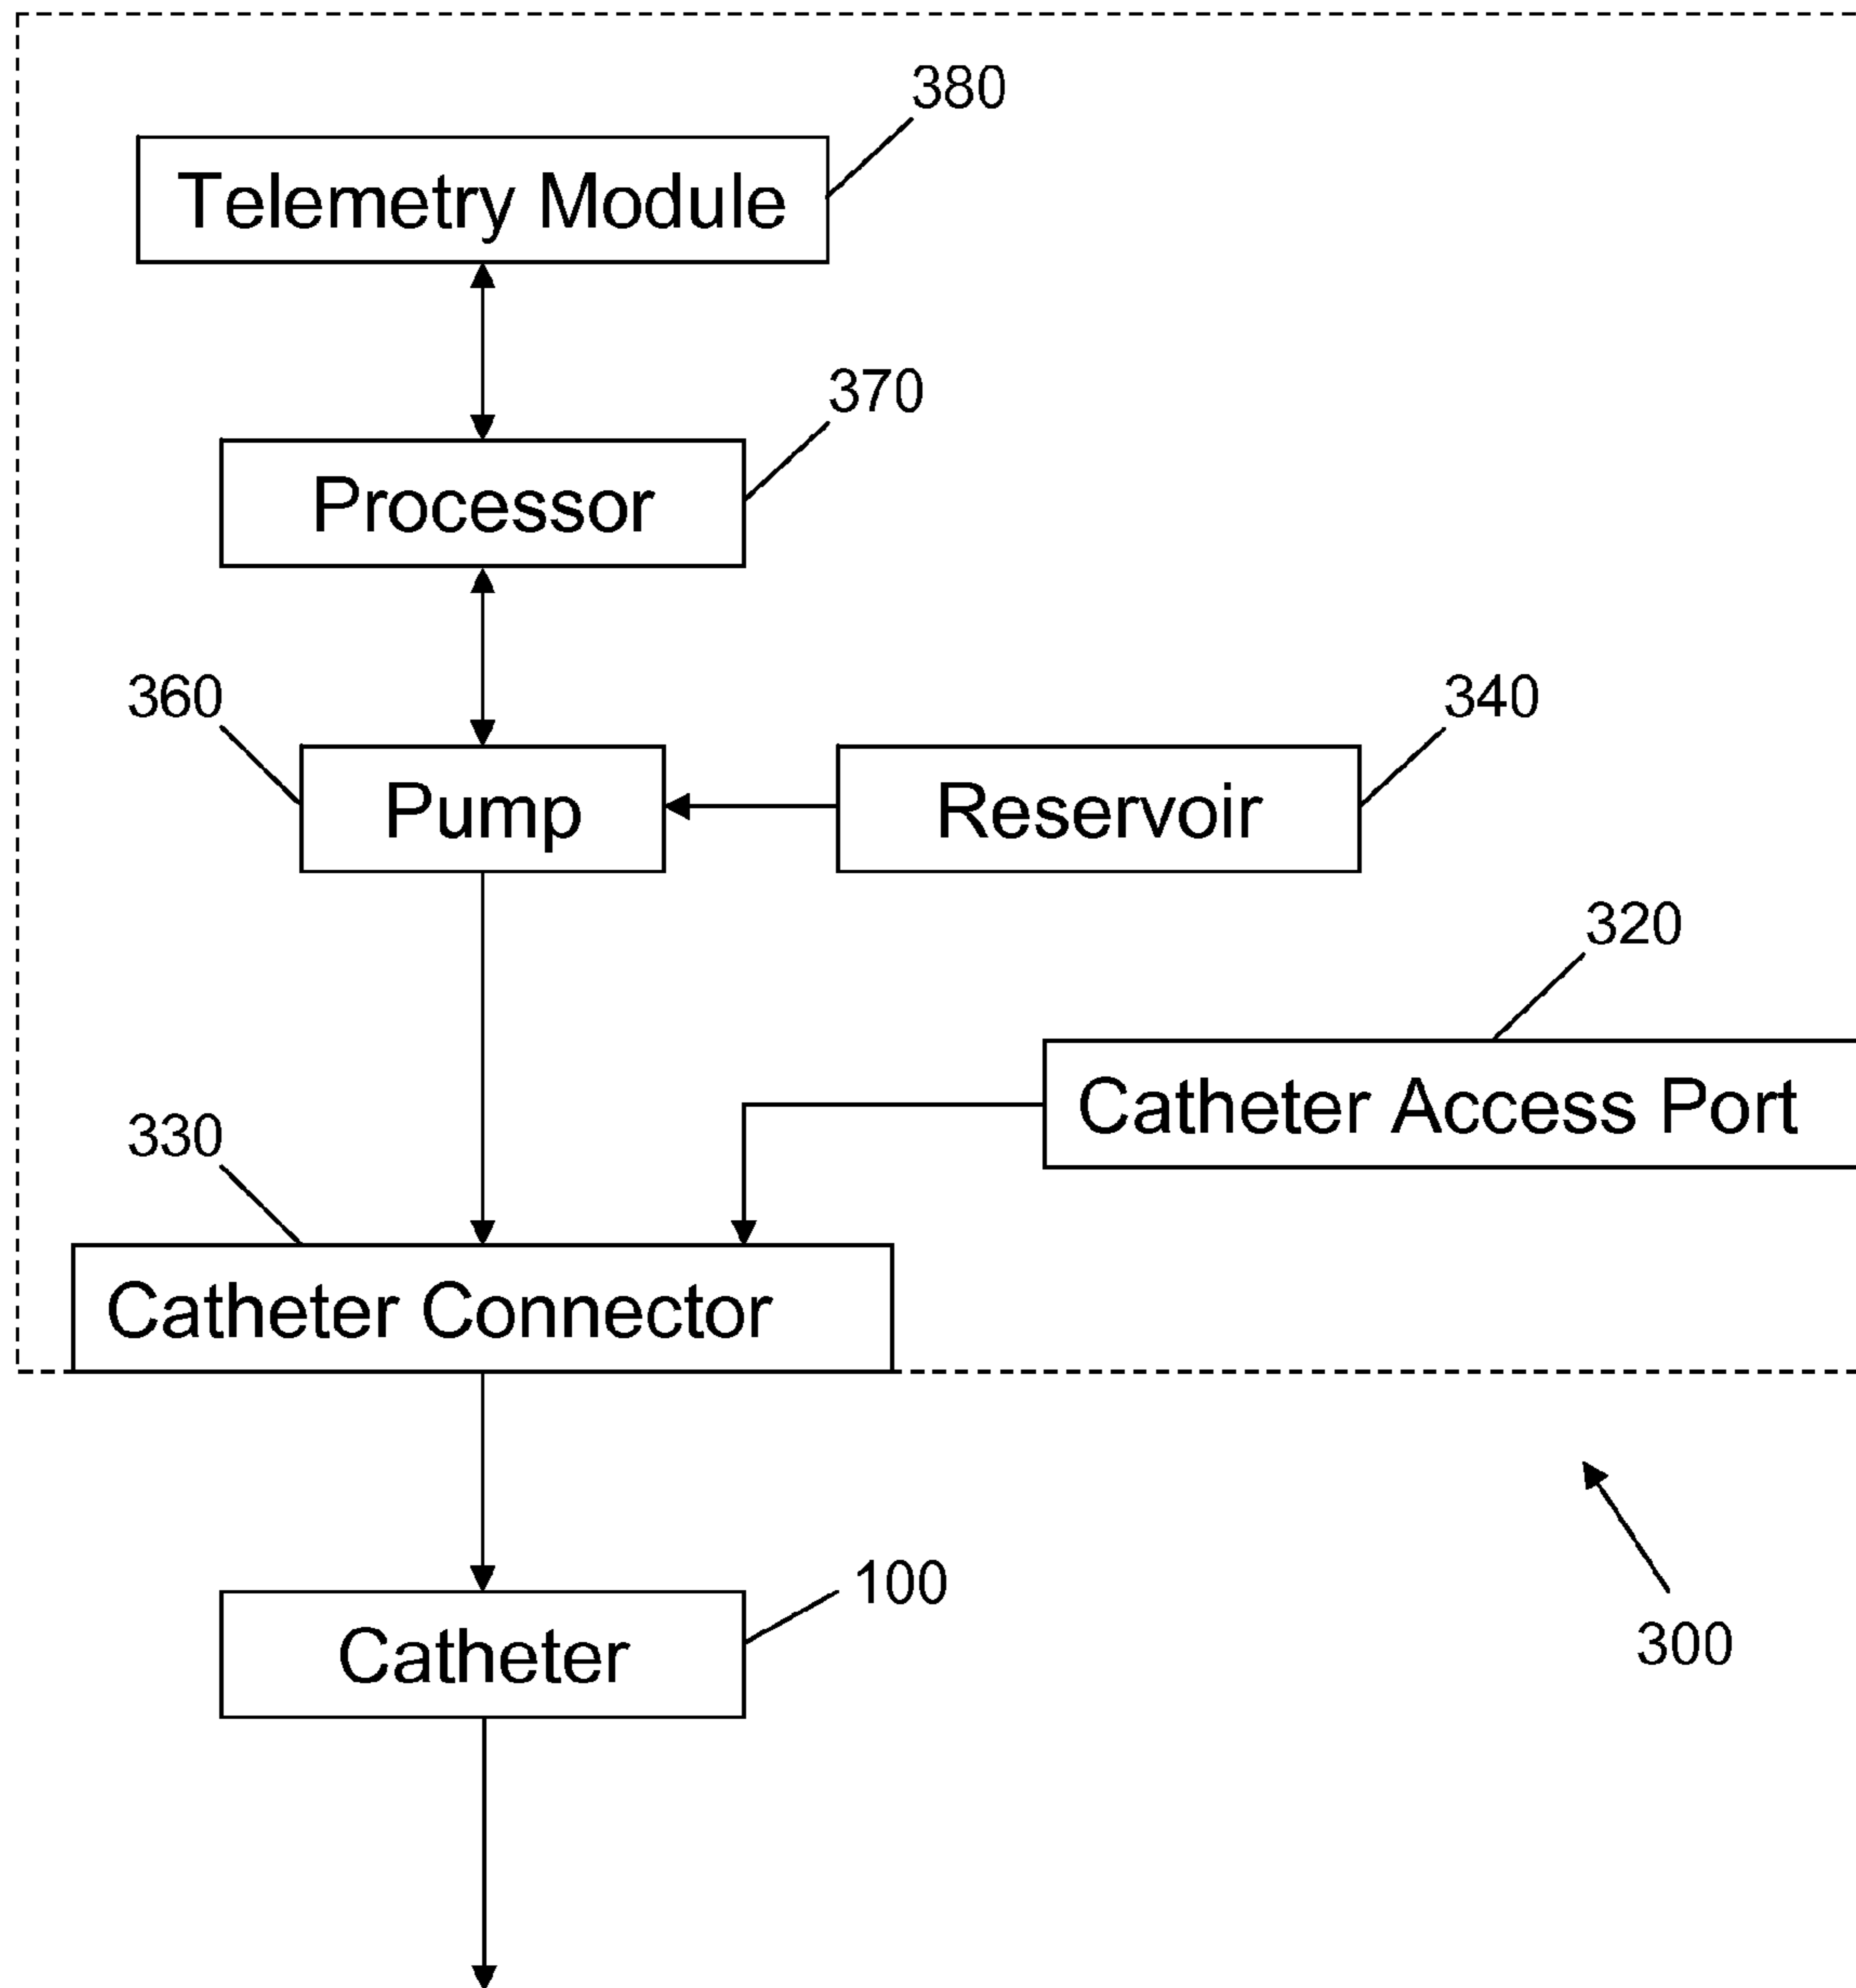 380
Telemetry Module
370
Processor
360
340
Pump
Reservoir
320
Catheter Access Port
330
Catheter Connector
100
Catheter
300